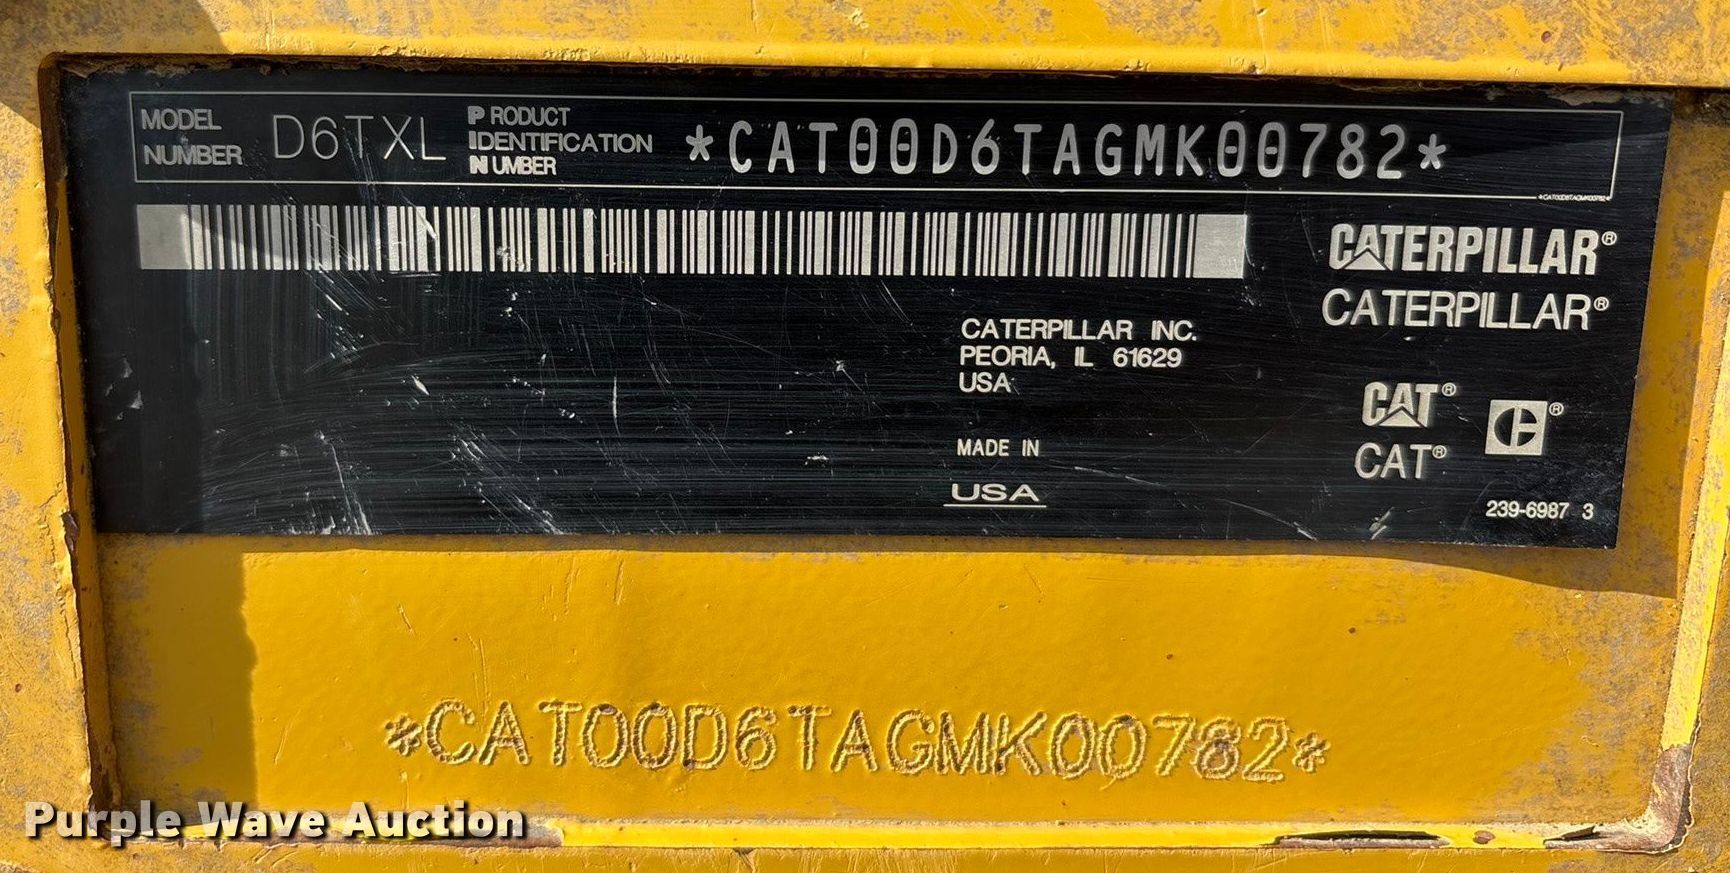 MODEL NUMBER D6TXL PRODUCT IDENTIFICATION NUMBER *CAT00D6TAGMK00782*
*CAT00D6TAGMK00782*
CATERPILLAR®
CATERPILLAR®
CATERPILLAR INC.
PEORIA, IL 61629
USA
CAT®
CAT®
C®
MADE IN
USA
239-6987 3
*CAT00D6TAGMK00782*
Purple Wave Auction